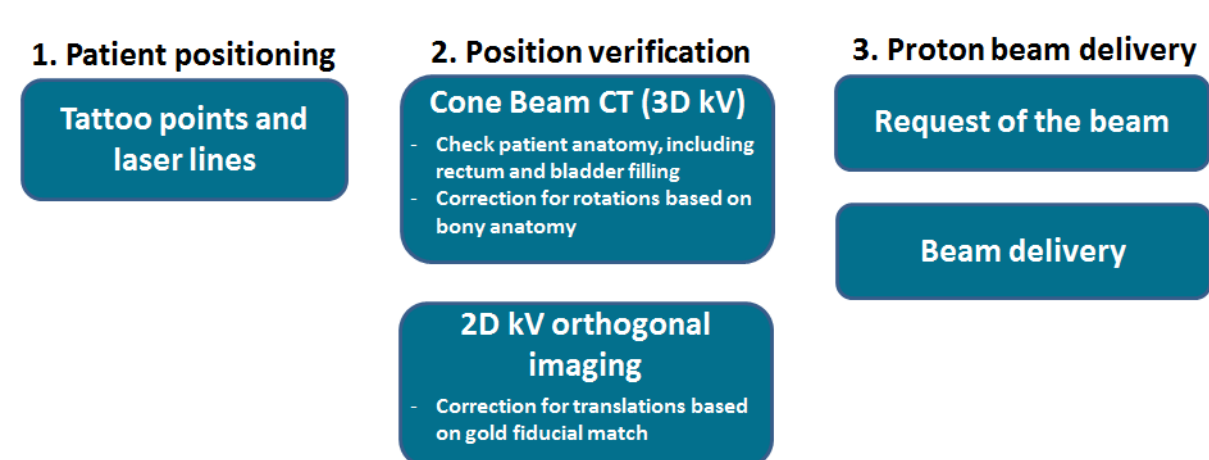 1. Patient positioning
Tattoo points and
laser lines
2. Position verification
Cone Beam CT (3D kV)
- Check patient anatomy, including
rectum and bladder filling
- Correction for rotations based on
bony anatomy
2D kV orthogonal
imaging
- Correction for translations based
on gold fiducial match
3. Proton beam delivery
Request of the beam
Beam delivery